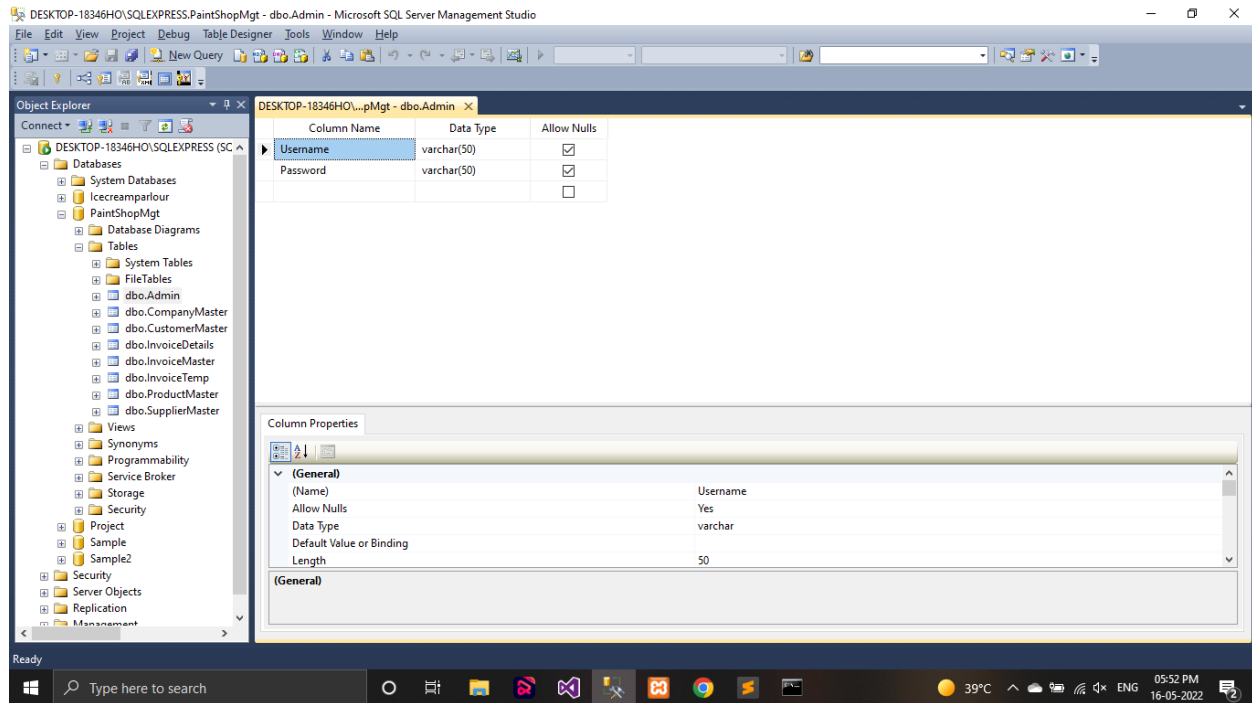 DESKTOP-18346HO\SQLEXPRESS.PaintShopMgt - dbo.Admin - Microsoft SQL Server Management Studio
File Edit View Project Debug Table Designer Tools Window Help
New Query
Object Explorer
DESKTOP-18346HO\...pMgt - dbo.Admin
Connect
DESKTOP-18346HO\SQLEXPRESS (SC
Databases
System Databases
Icecreamparlour
PaintShopMgt
Database Diagrams
Tables
System Tables
FileTables
dbo.Admin
dbo.CompanyMaster
dbo.CustomerMaster
dbo.InvoiceDetails
dbo.InvoiceMaster
dbo.InvoiceTemp
dbo.ProductMaster
dbo.SupplierMaster
Views
Synonyms
Programmability
Service Broker
Storage
Security
Project
Sample
Sample2
Security
Server Objects
Replication
Management
Column Name Data Type Allow Nulls
Username varchar(50)
Password varchar(50)
Column Properties
(General)
(Name) Username
Allow Nulls Yes
Data Type varchar
Default Value or Binding
Length 50
(General)
Ready
Type here to search
39°C
ENG
05:52 PM
16-05-2022
2